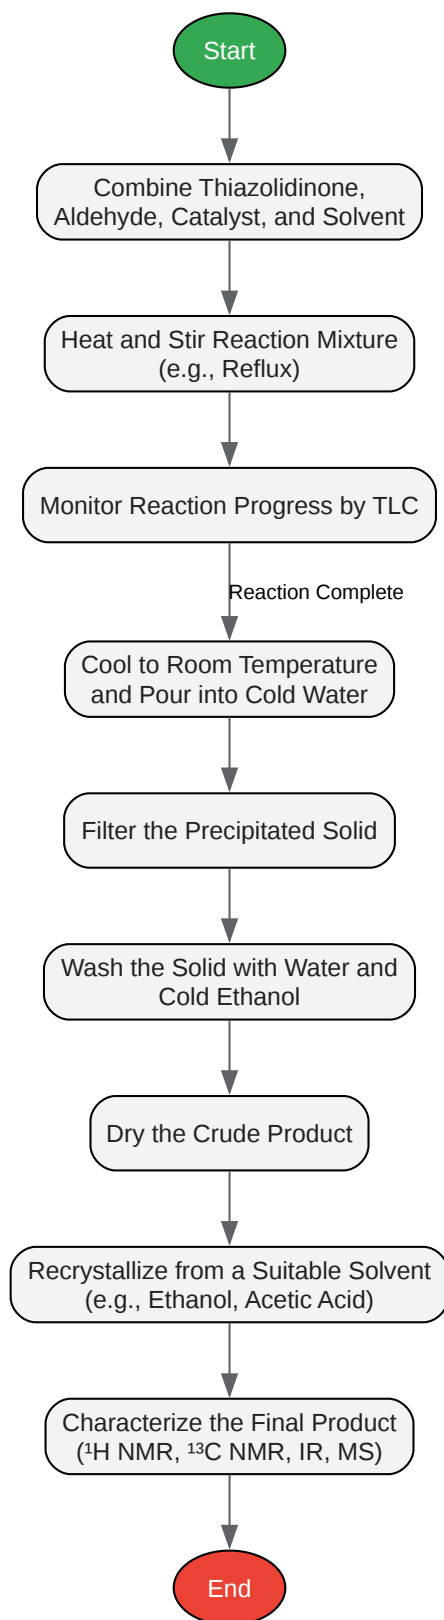 Start
Combine Thiazolidinone,
Aldehyde, Catalyst, and Solvent
Heat and Stir Reaction Mixture
(e.g., Reflux)
Monitor Reaction Progress by TLC
Reaction Complete
Cool to Room Temperature
and Pour into Cold Water
Filter the Precipitated Solid
Wash the Solid with Water and
Cold Ethanol
Dry the Crude Product
Recrystallize from a Suitable Solvent
(e.g., Ethanol, Acetic Acid)
Characterize the Final Product
(¹H NMR, ¹³C NMR, IR, MS)
End